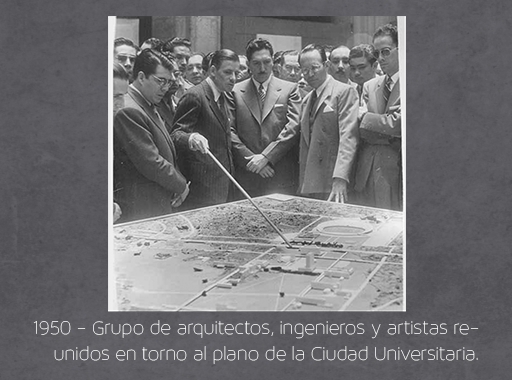 1950 - Grupo de arquitectos, ingenieros y artistas re-
unidos en torno al plano de la Ciudad Universitaria.